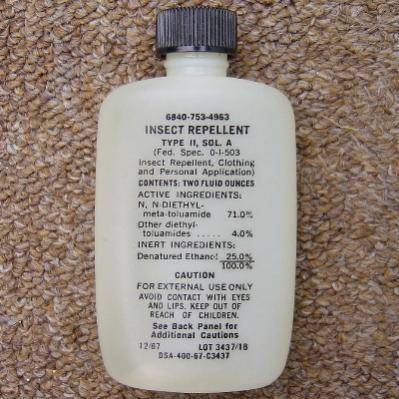 6840-753-4963
INSECT REPELLENT
TYPE II, SOL. A
(Fed. Spec. O-I-503
Insect Repellent, Clothing
and Personal Application)
CONTENTS: TWO FLUID OUNCES
ACTIVE INGREDIENTS:
N, N-DIETHYL-
meta-toluamide 71.0%
Other diethyl-
toluamides ..... 4.0%
INERT INGREDIENTS:
Denatured Ethanol 25.0%
100.0%
CAUTION
FOR EXTERNAL USE ONLY
AVOID CONTACT WITH EYES
AND LIPS. KEEP OUT OF
REACH OF CHILDREN.
See Back Panel for
Additional Cautions
12/67 LOT 3437/18
DSA-400-67-C3437